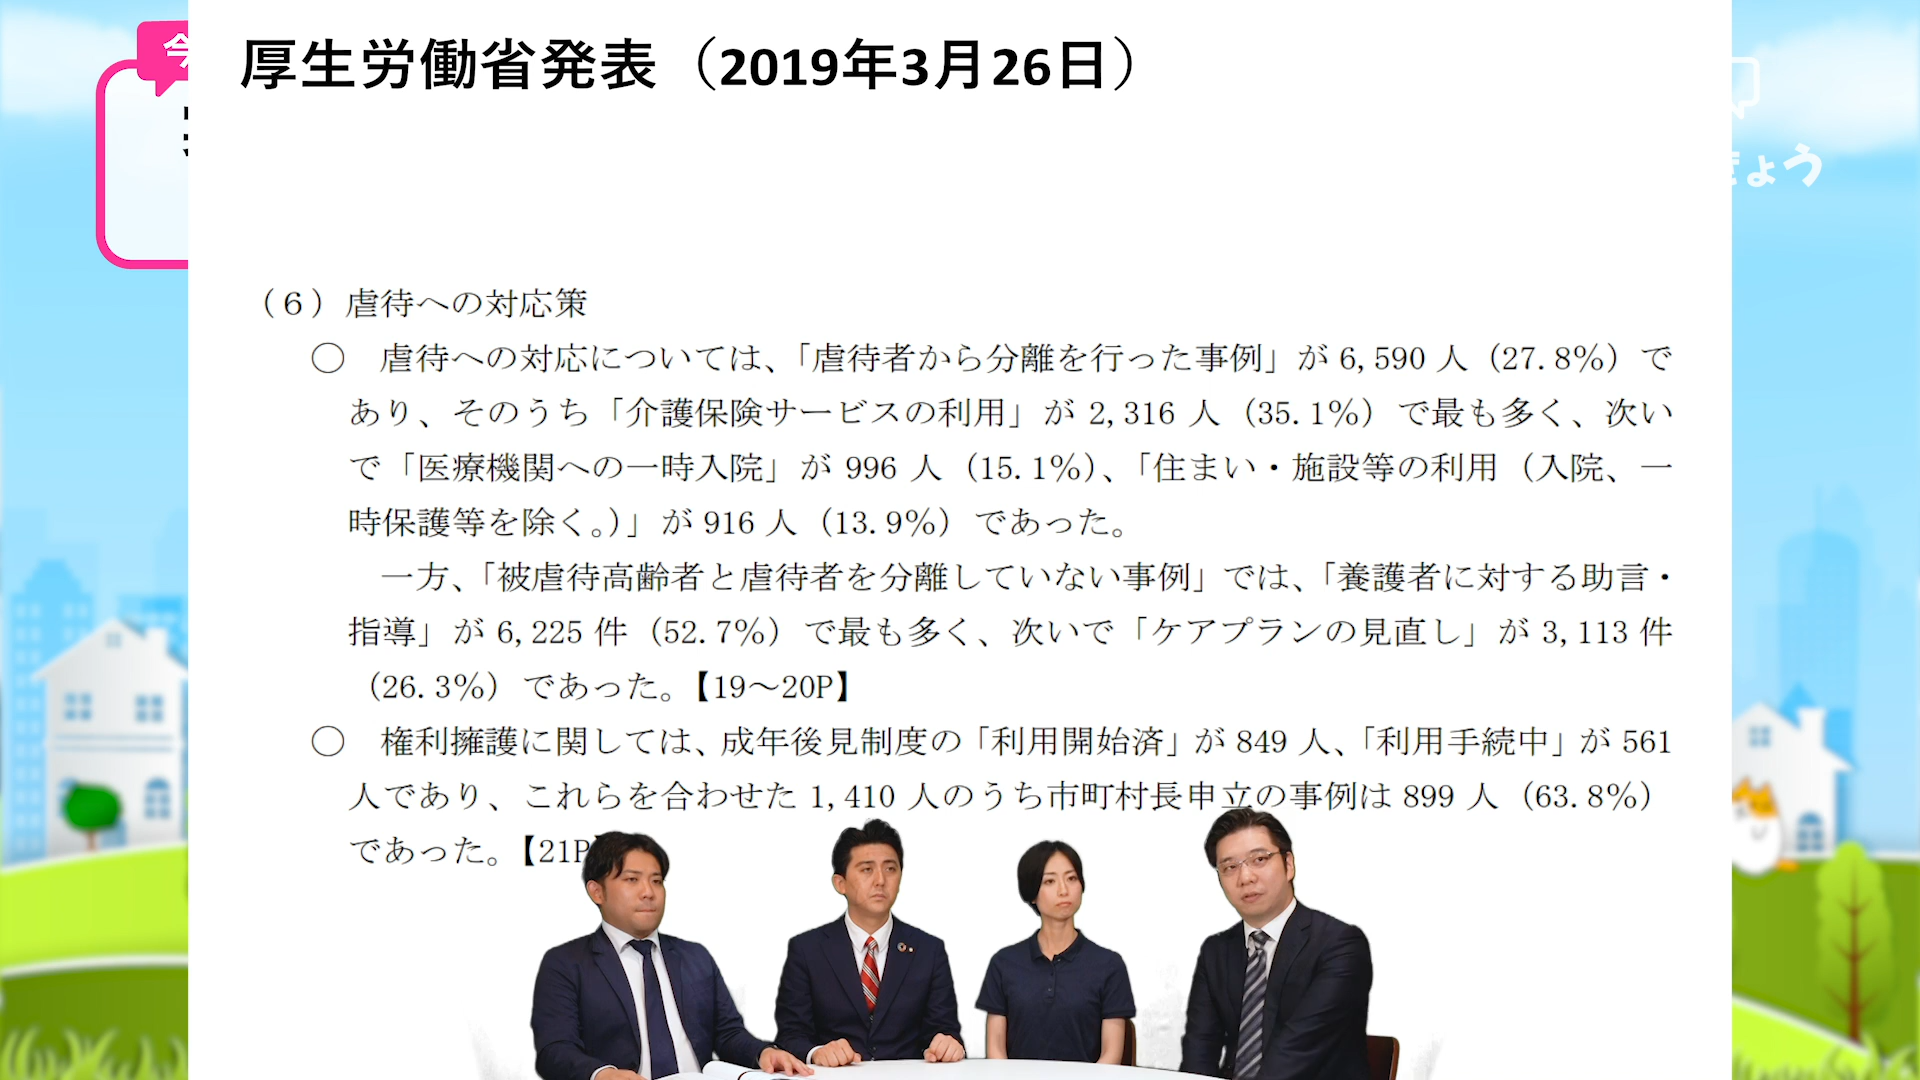 厚生労働省発表（2019年3月26日）
今
ょう
（6）虐待への対応策
○　虐待への対応については、「虐待者から分離を行った事例」が 6,590 人（27.8%）で
あり、そのうち「介護保険サービスの利用」が 2,316 人（35.1%）で最も多く、次い
で「医療機関への一時入院」が 996 人（15.1%）、「住まい・施設等の利用（入院、一
時保護等を除く。）」が 916 人（13.9%）であった。
一方、「被虐待高齢者と虐待者を分離していない事例」では、「養護者に対する助言・
指導」が 6,225 件（52.7%）で最も多く、次いで「ケアプランの見直し」が 3,113 件
（26.3%）であった。【19～20P】
○　権利擁護に関しては、成年後見制度の「利用開始済」が 849 人、「利用手続中」が 561
人であり、これらを合わせた 1,410 人のうち市町村長申立の事例は 899 人（63.8%）
であった。【21P